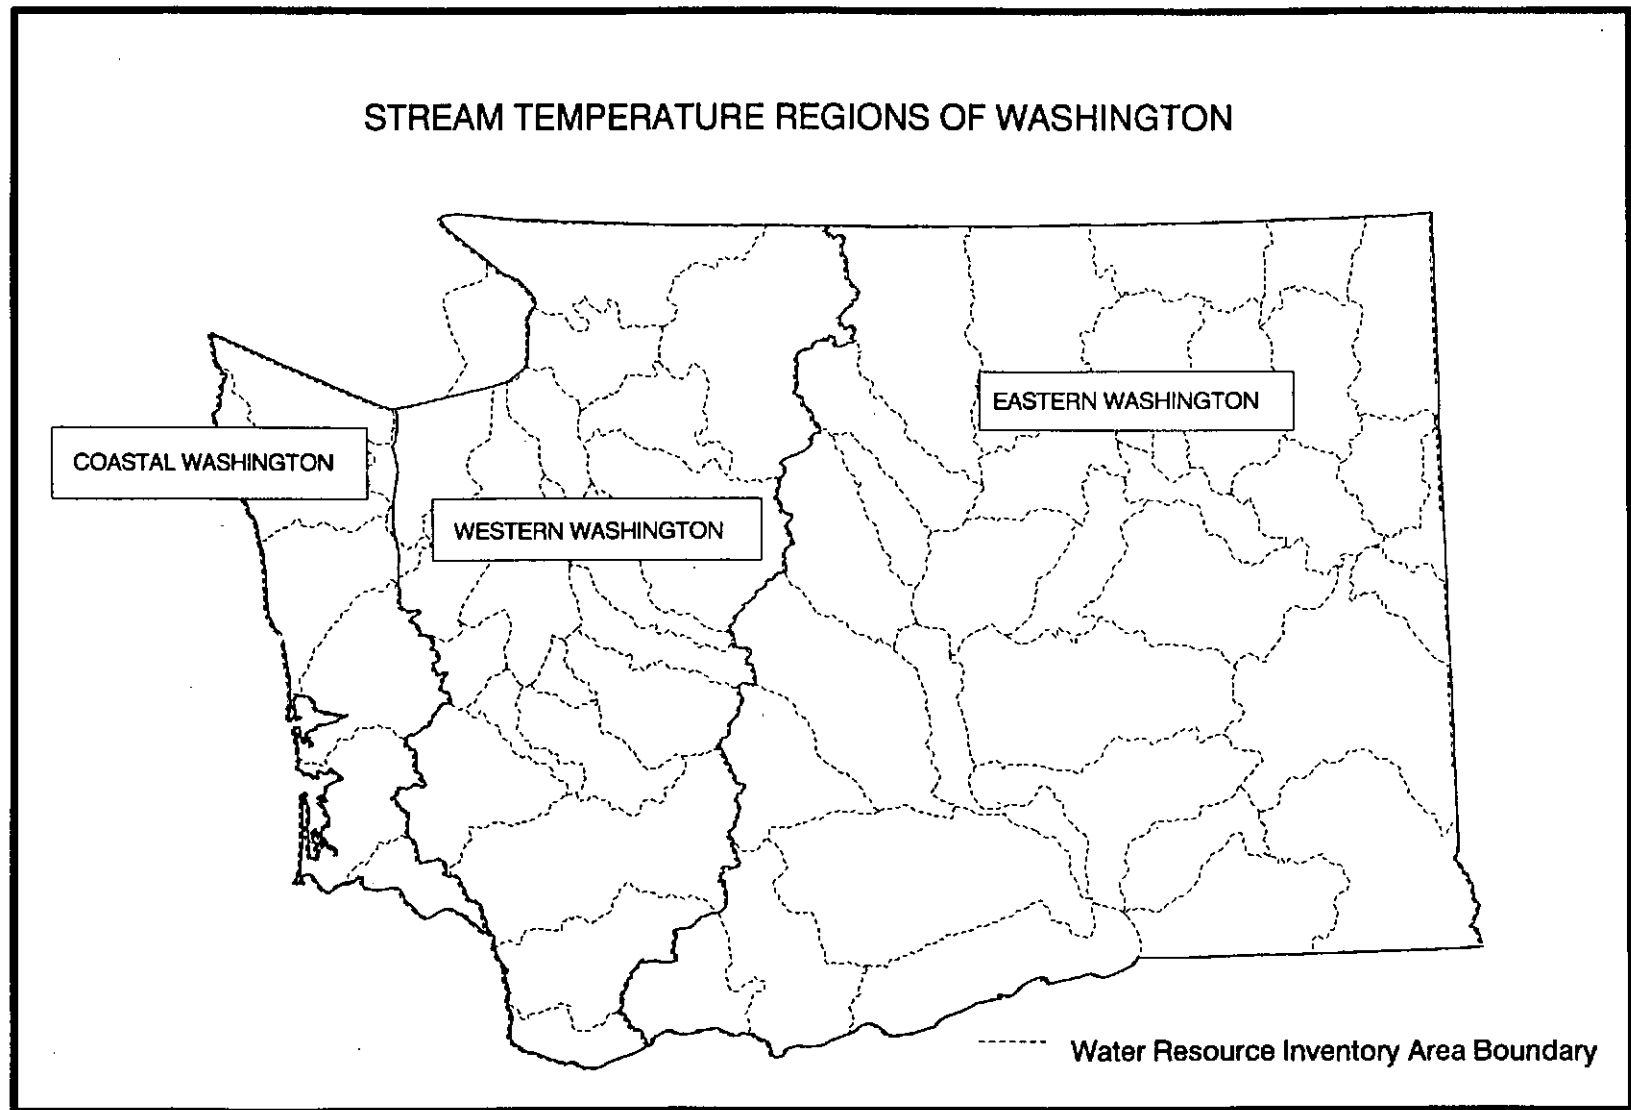 STREAM TEMPERATURE REGIONS OF WASHINGTON
EASTERN WASHINGTON
COASTAL WASHINGTON
WESTERN WASHINGTON
Water Resource Inventory Area Boundary